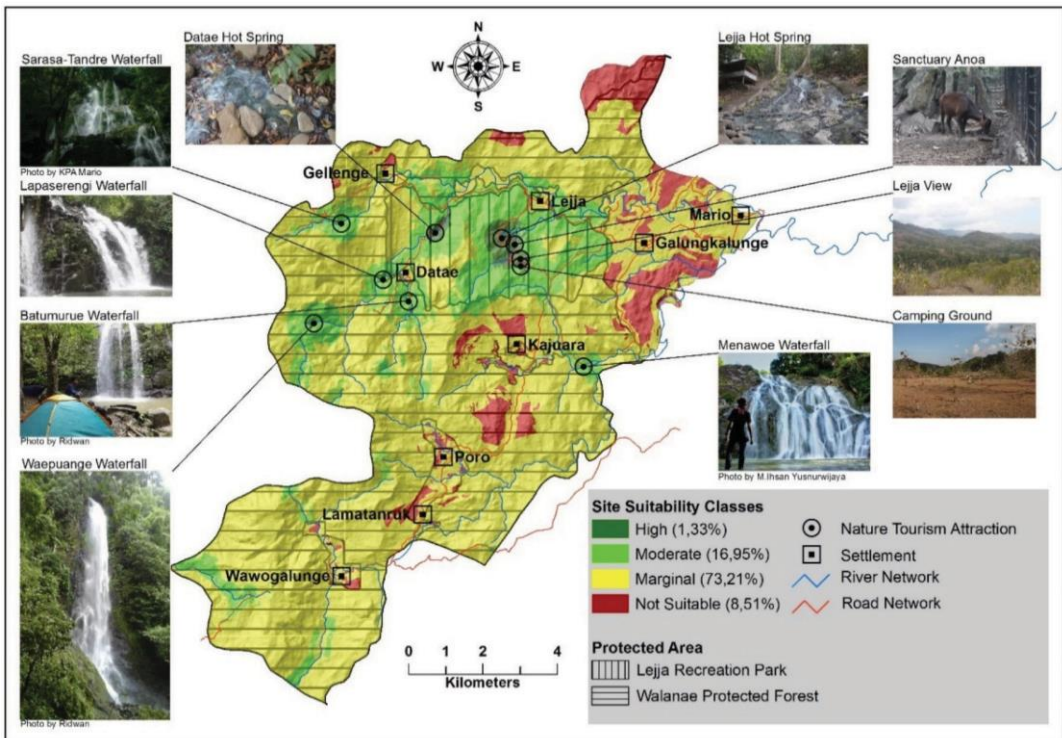 Datae Hot Spring
Lejja Hot Spring
Sarasa-Tandre Waterfall
Sanctuary Anoa
N
W E
S
Photo by KPA Mario
Lapaserengi Waterfall
Lejja View
Gellenge
Lejja
Mario
Galungkalunge
Datae
Batumurue Waterfall
Camping Ground
Kajuara
Menawoe Waterfall
Photo by Ridwan
Waepuange Waterfall
Poro
Photo by M.Ihsan Yusnurwijaya
Lamatanruk
Wawogalunge
0 2 4
Kilometers
Photo by Ridwan
Site Suitability Classes
High (1,33%)
Moderate (16,95%)
Marginal (73,21%)
Not Suitable (8,51%)
Nature Tourism Attraction
Settlement
River Network
Road Network
Protected Area
Lejja Recreation Park
Walanae Protected Forest